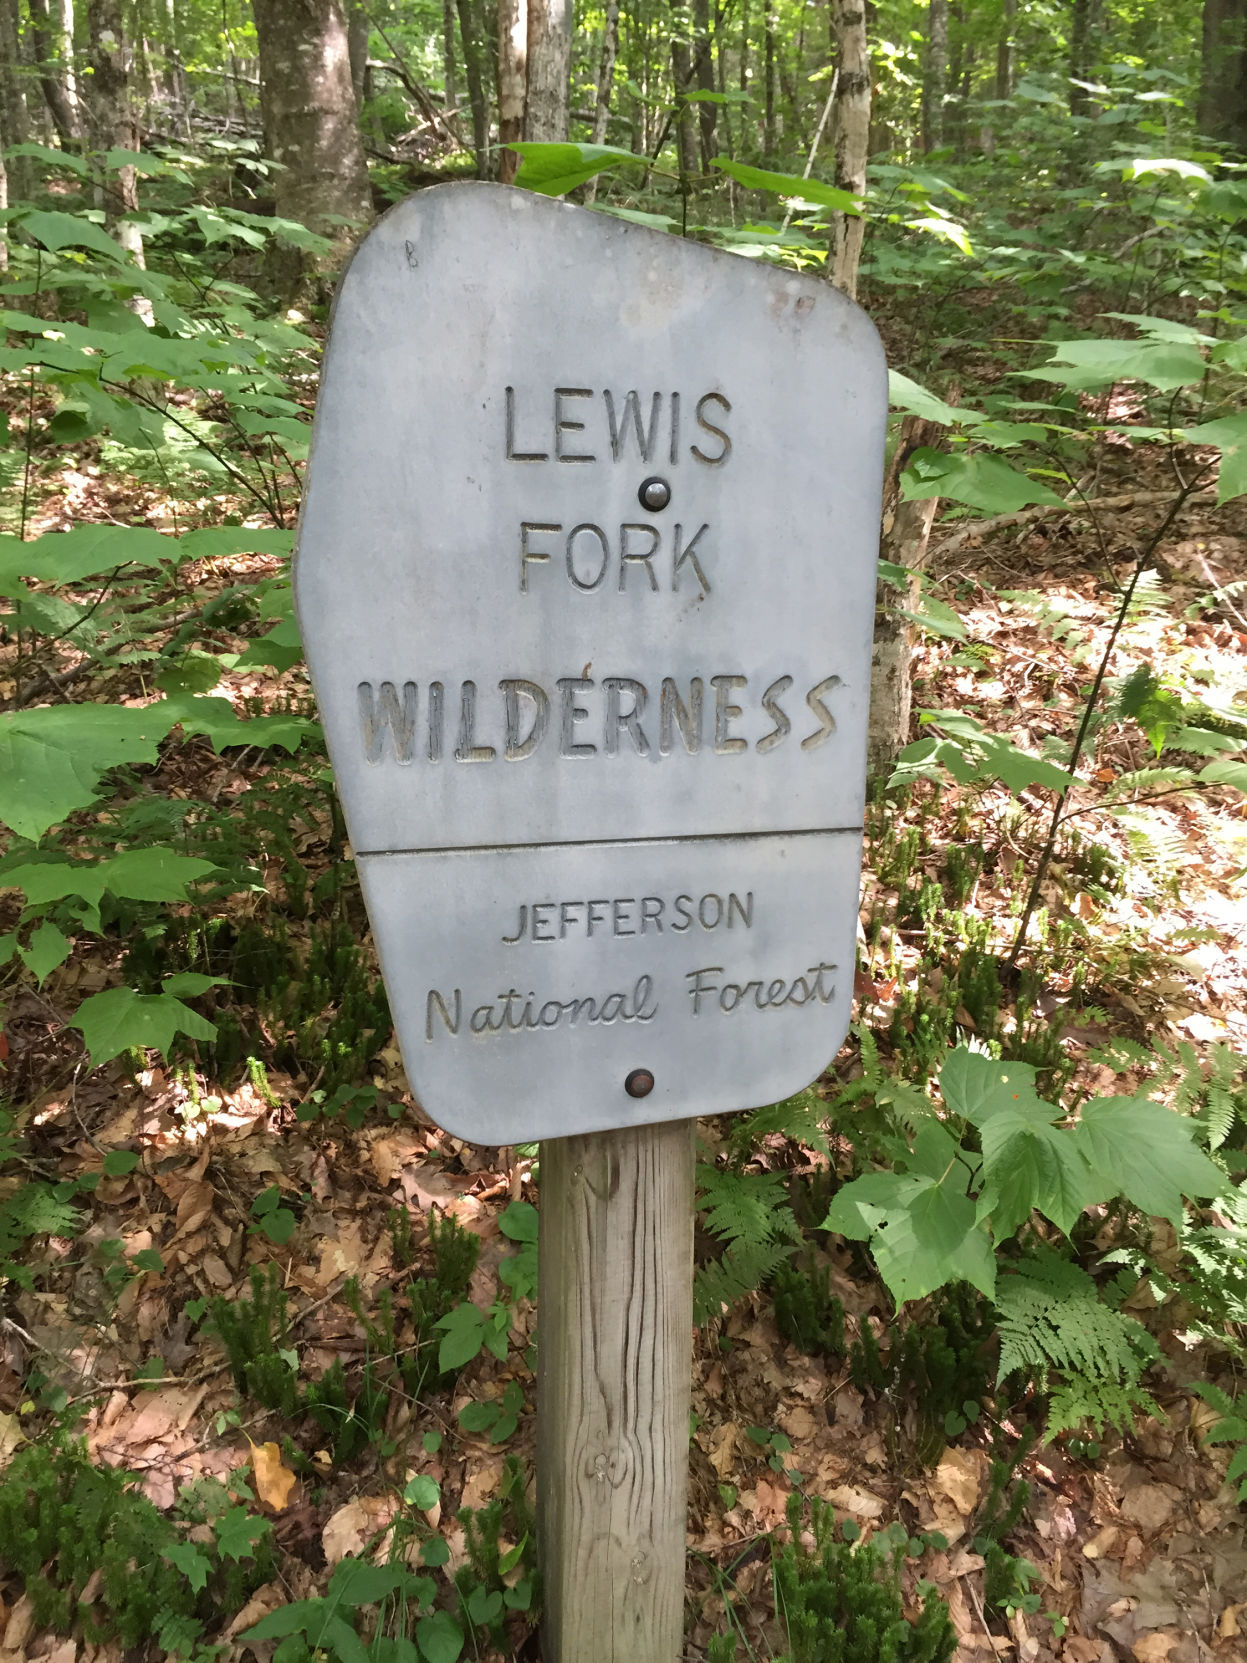 LEWIS
FORK
WILDERNESS
JEFFERSON
National Forest